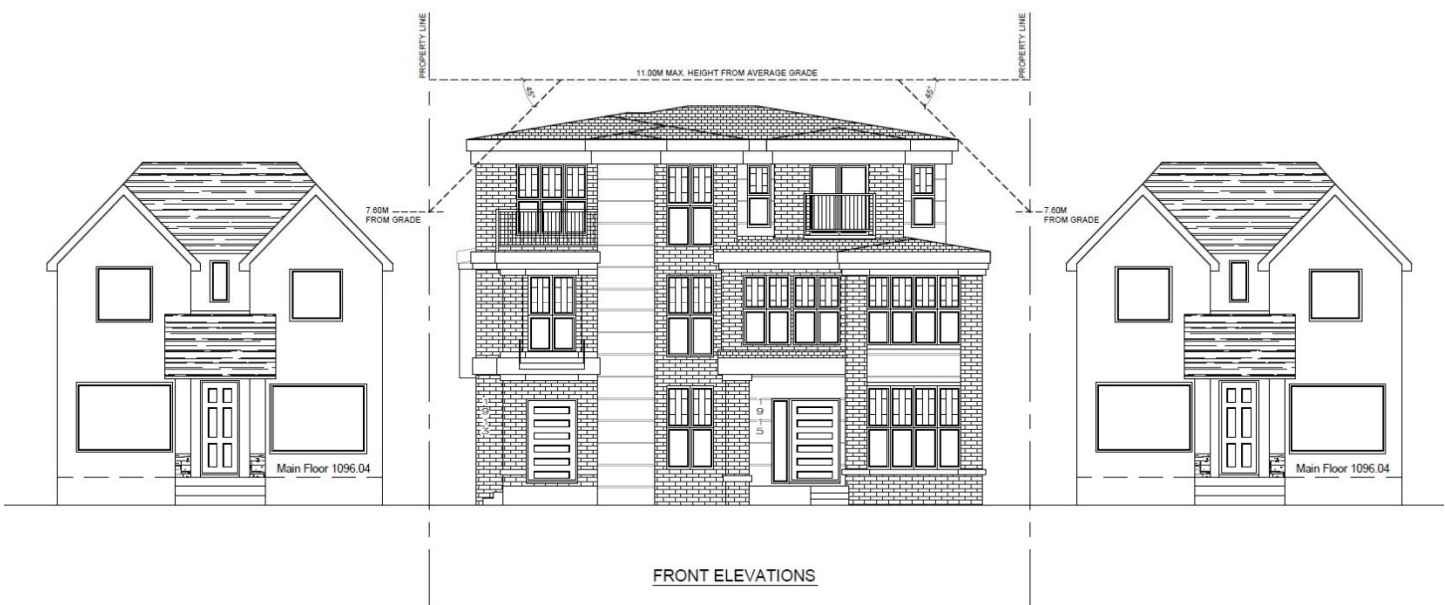 PROPERTY LINE
PROPERTY LINE
11.00M MAX. HEIGHT FROM AVERAGE GRADE
45°
45°
7.60M
FROM GRADE
7.60M
FROM GRADE
1915
Main Floor 1096.04
Main Floor 1096.04
FRONT ELEVATIONS